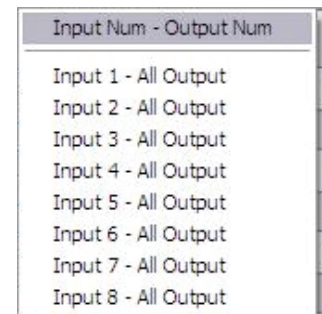 Input Num - Output Num
Input 1 - All Output
Input 2 - All Output
Input 3 - All Output
Input 4 - All Output
Input 5 - All Output
Input 6 - All Output
Input 7 - All Output
Input 8 - All Output